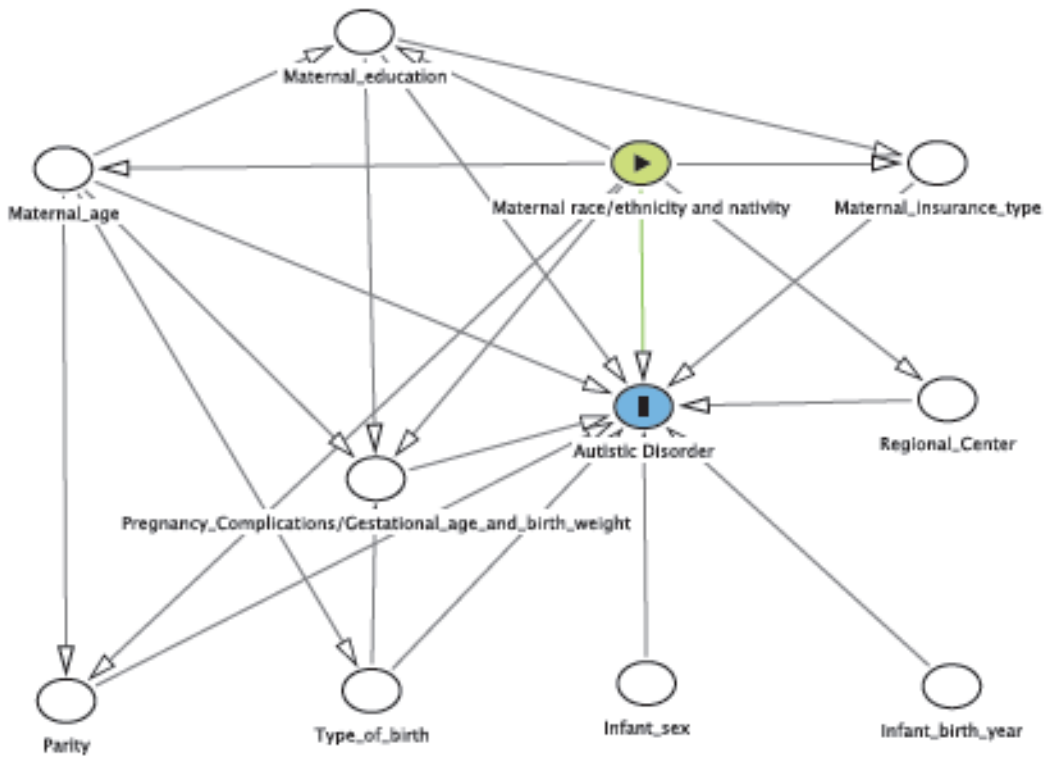 Maternal_education
Maternal_age
Maternal race/ethnicity and nativity
Maternal_insurance_type
Autistic Disorder
Regional_Center
Pregnancy_Complications/Gestational_age_and_birth_weight
Parity
Type_of_birth
Infant_sex
Infant_birth_year